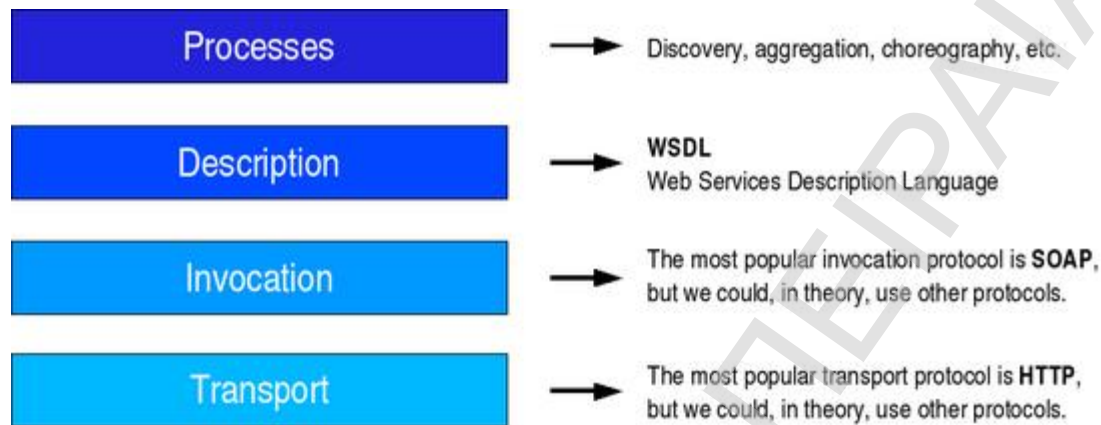 Processes
Discovery, aggregation, choreography, etc.
Description
WSDL
Web Services Description Language
Invocation
The most popular invocation protocol is SOAP,
but we could, in theory, use other protocols.
Transport
The most popular transport protocol is HTTP,
but we could, in theory, use other protocols.
ΠΕΙΡΑΙΑ